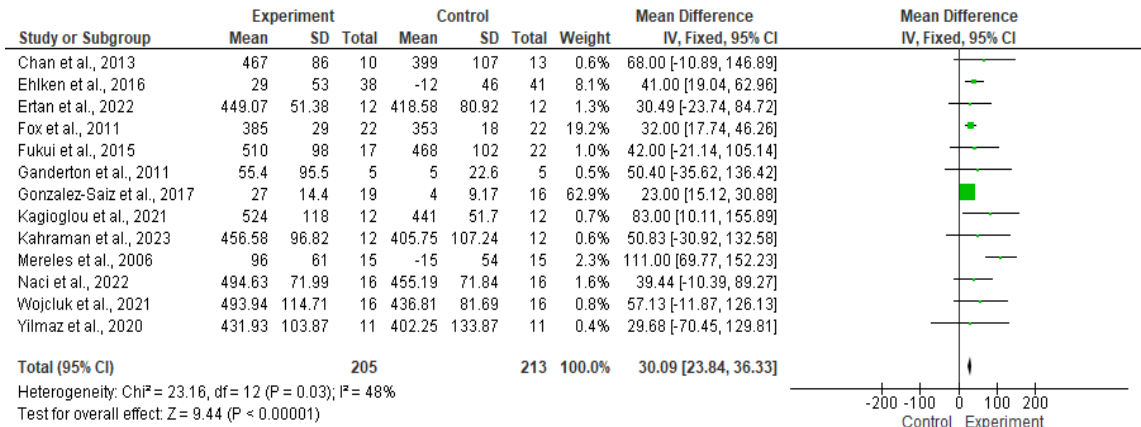 Experiment Control Mean Difference Mean Difference
Study or Subgroup Mean SD Total Mean SD Total Weight IV, Fixed, 95% CI IV, Fixed, 95% CI
Chan et al., 2013 467 86 10 399 107 13 0.6% 68.00 [-10.89, 146.89]
Ehlken et al., 2016 29 53 38 -12 46 41 8.1% 41.00 [19.04, 62.96]
Ertan et al., 2022 449.07 51.38 12 418.58 80.92 12 1.3% 30.49 [-23.74, 84.72]
Fox et al., 2011 385 29 22 353 18 22 19.2% 32.00 [17.74, 46.26]
Fukui et al., 2015 510 98 17 468 102 22 0.5% 42.00 [-21.14, 105.14]
Ganderton et al., 2011 55.4 95.5 5 5 22.6 5 0.5% 50.40 [-35.62, 136.42]
Gonzalez-Saiz et al., 2017 27 14.4 19 4 9.17 16 62.9% 23.00 [15.12, 30.88]
Kagioglou et al., 2021 524 118 12 441 51.7 12 0.7% 83.00 [10.11, 155.89]
Kahraman et al., 2023 456.58 96.82 12 405.75 107.24 12 0.6% 50.83 [-30.92, 132.58]
Mereles et al., 2006 96 61 15 -15 54 15 2.3% 111.00 [69.77, 152.23]
Naci et al., 2022 494.63 71.99 16 455.19 71.84 16 1.6% 39.44 [-10.39, 89.27]
Wojcluk et al., 2021 493.94 114.71 16 436.81 81.69 16 0.8% 57.13 [-11.87, 126.13]
Yilmaz et al., 2020 431.93 103.87 11 402.25 133.87 11 0.4% 29.68 [-70.45, 129.81]
Total (95% CI) 205 213 100.0% 30.09 [23.84, 36.33]
Heterogeneity: Chi² = 23.16, df = 12 (P = 0.03); I² = 48%
Test for overall effect: Z = 9.44 (P < 0.00001)
-200 -100 0 100 200
Control Experiment